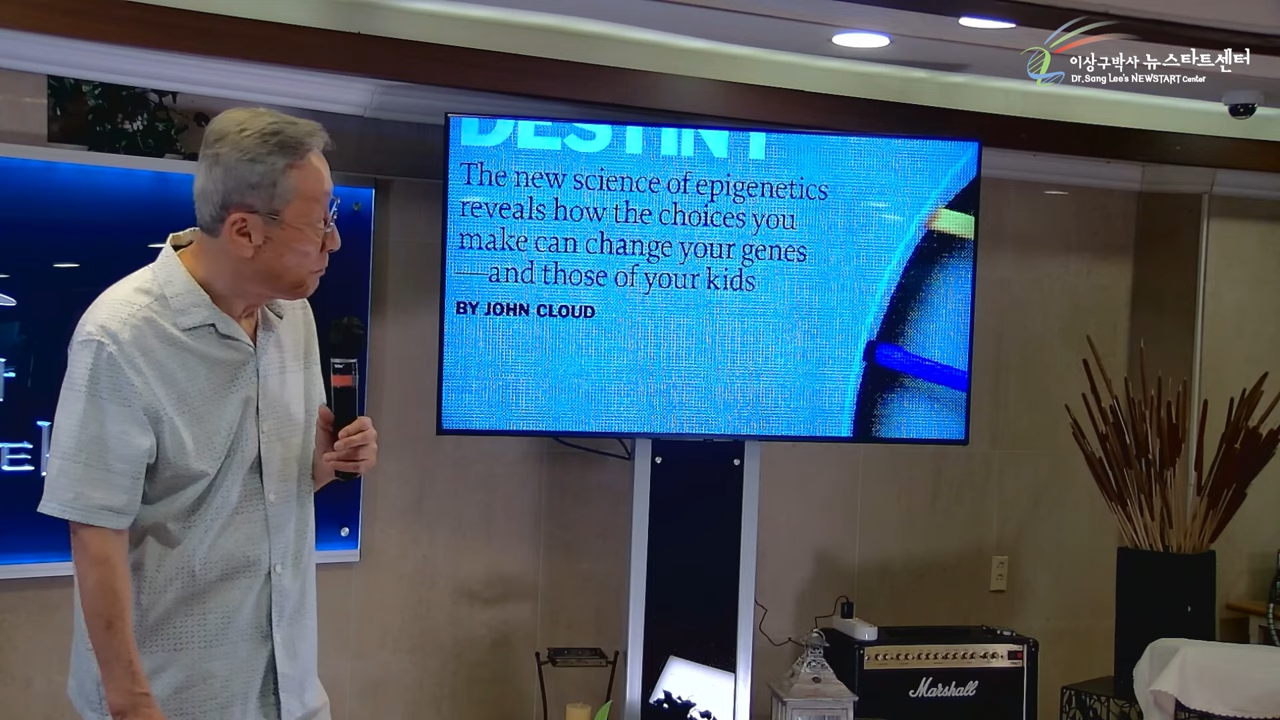 이상구박사 뉴스타트센터
Dr. Sang Lee's NEWSTART Center
DESTINY
The new science of epigenetics
reveals how the choices you
make can change your genes
—and those of your kids
BY JOHN CLOUD
Marshall